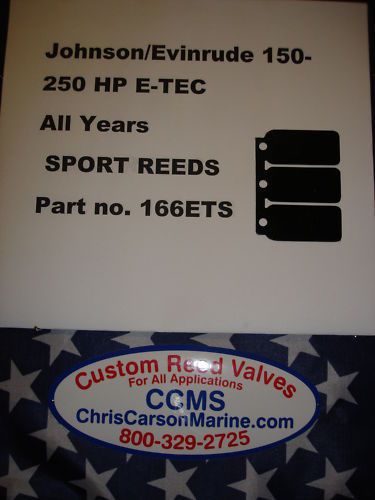 Johnson/Evinrude 150-
250 HP E-TEC
All Years
SPORT REEDS
Part no. 166ETS
Custom Reed Valves
For All Applications
CCMS
ChrisCarsonMarine.com
800-329-2725